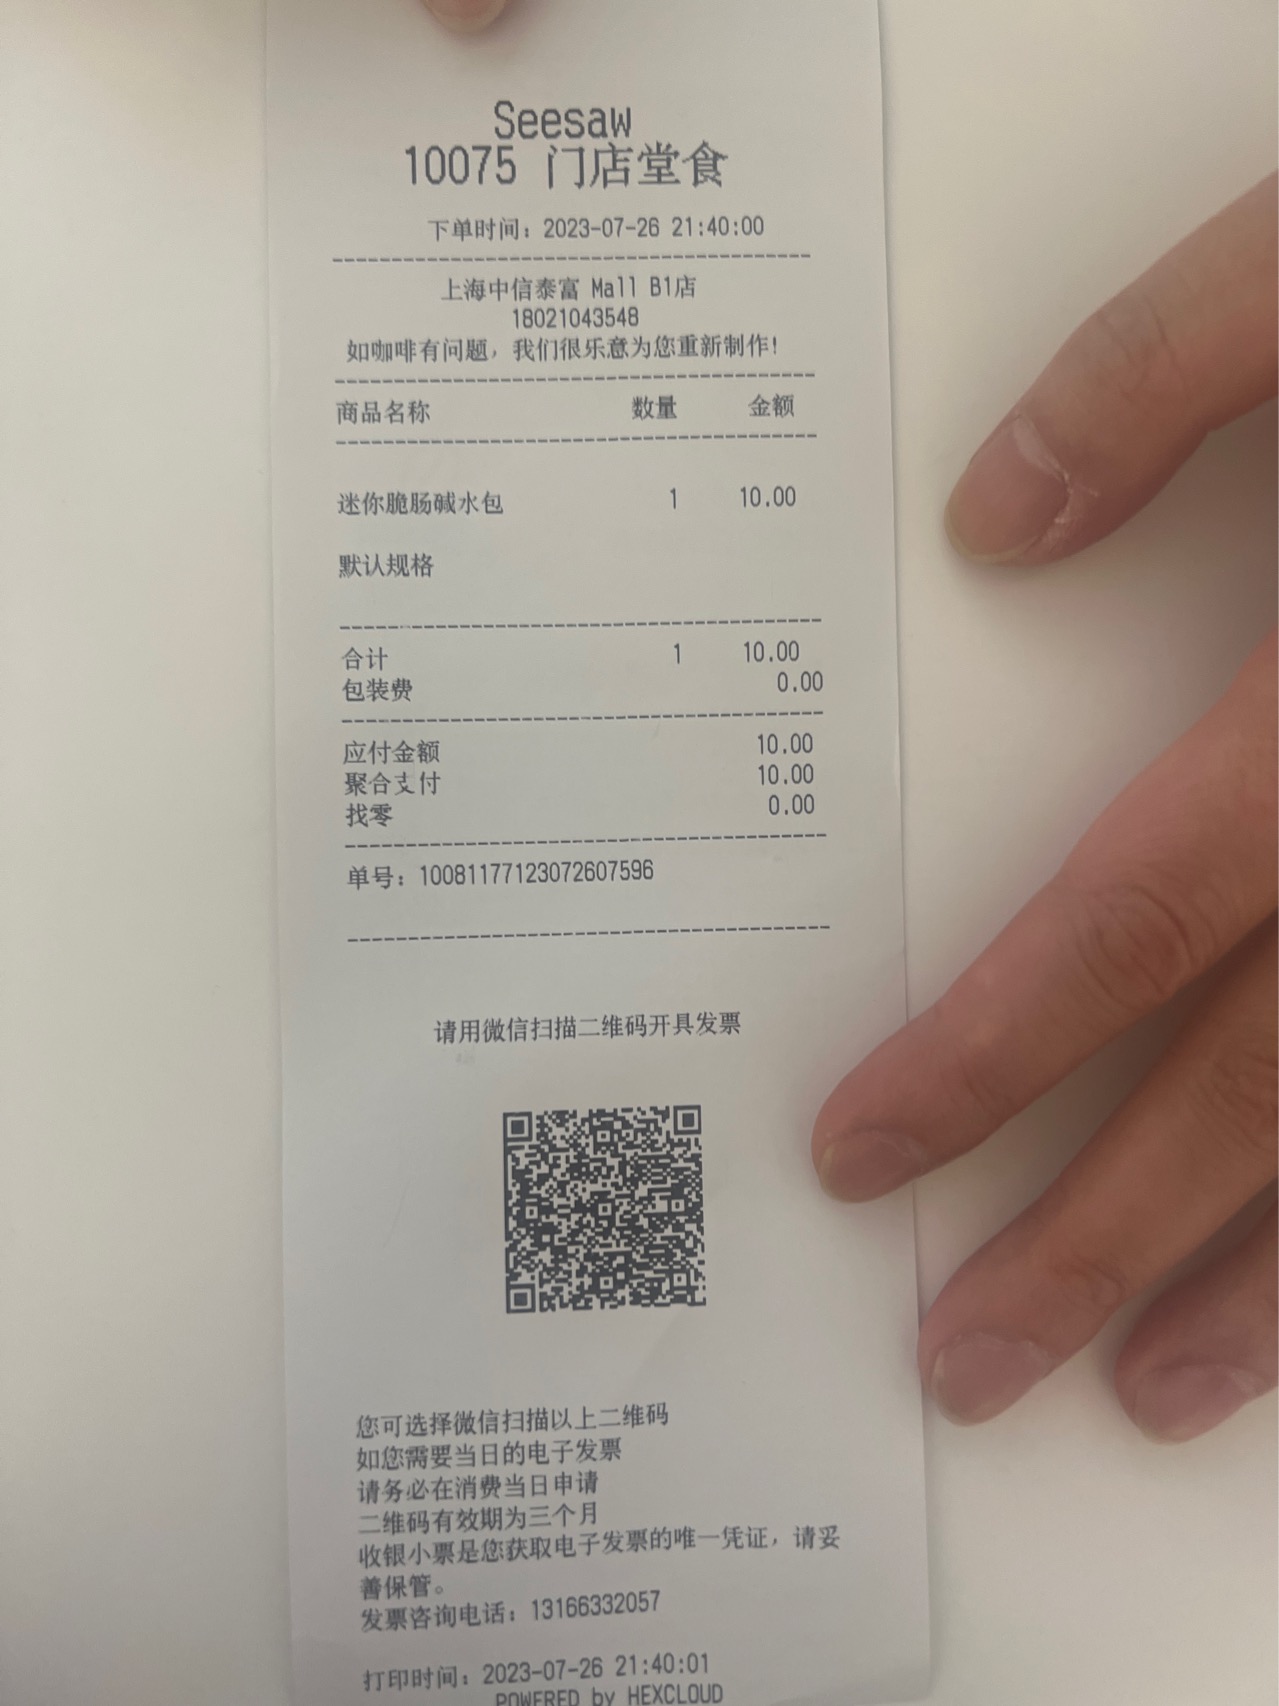 Seesaw
10075 门店堂食
下单时间：2023-07-26 21:40:00
上海中信泰富 Mall B1店
18021043548
如咖啡有问题，我们很乐意为您重新制作!
商品名称 数量 金额
迷你脆肠碱水包 1 10.00
默认规格
合计 1 10.00
包装费 0.00
应付金额 10.00
聚合支付 10.00
找零 0.00
单号：10081177123072607596
请用微信扫描二维码开具发票
您可选择微信扫描以上二维码
如您需要当日的电子发票
请务必在消费当日申请
二维码有效期为三个月
收银小票是您获取电子发票的唯一凭证，请妥
善保管。
发票咨询电话：13166332057
打印时间：2023-07-26 21:40:01
POWERED by HEXCLOUD